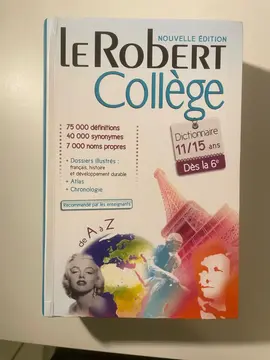 NOUVELLE ÉDITION
LE ROBERT
Collège
75 000 définitions
40 000 synonymes
7 000 noms propres
• Dossiers illustrés :
français, histoire
et développement durable
• Atlas
• Chronologie
Recommandé par les enseignants
Dictionnaire
11/15 ans
Dès la 6e
de A à Z